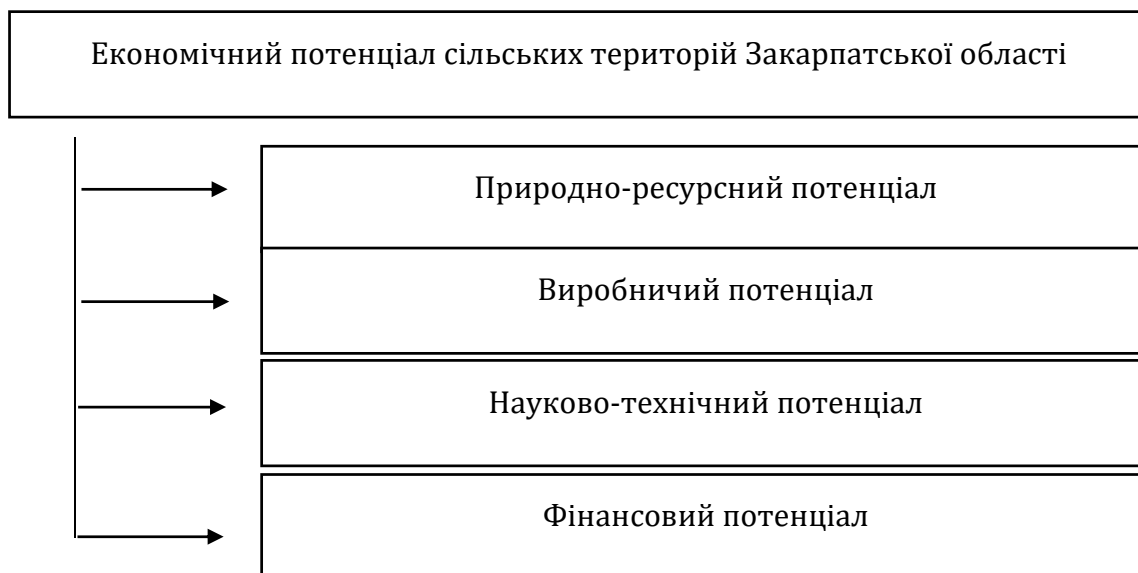 Економічний потенціал сільських територій Закарпатської області
Природно-ресурсний потенціал
Виробничий потенціал
Науково-технічний потенціал
Фінансовий потенціал